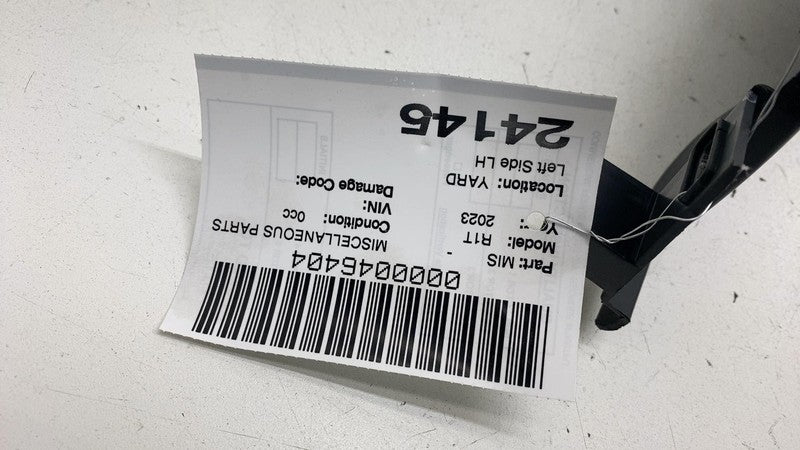 0000046404
Part: MIS - MISCELLANEOUS PARTS
Model: R1T
Year: 2023 Condition: 0cc
VIN:
Location: YARD Damage Code:
Left Side LH
24145